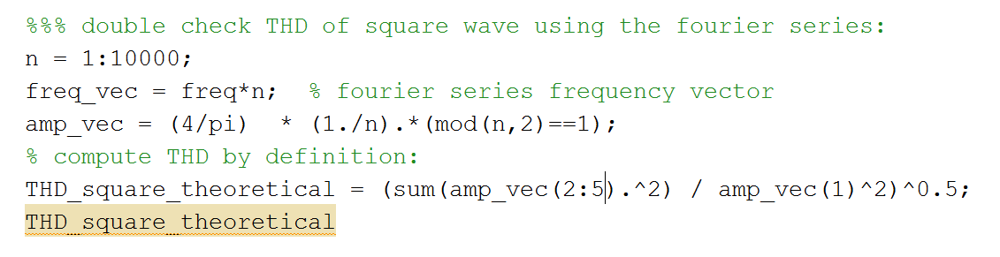 %%% double check THD of square wave using the fourier series:
n = 1:10000;
freq_vec = freq*n;  % fourier series frequency vector
amp_vec = (4/pi)  * (1./n).*(mod(n,2)==1);
% compute THD by definition:
THD_square_theoretical = (sum(amp_vec(2:5).^2) / amp_vec(1)^2)^0.5;
THD_square_theoretical